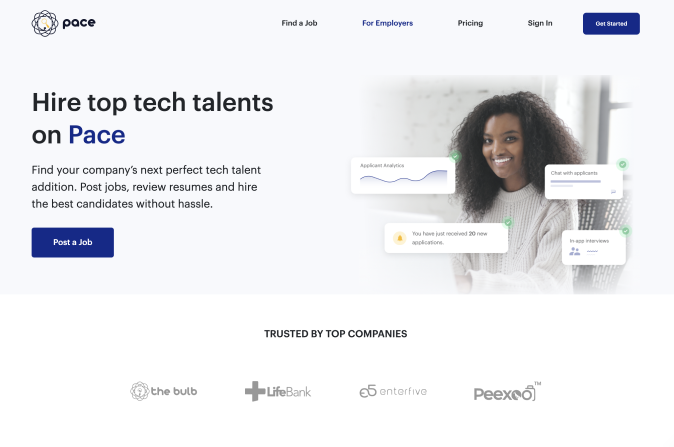 pace
Find a Job
For Employers
Pricing
Sign In
Get Started
Hire top tech talents
on Pace
Find your company's next perfect tech talent
addition. Post jobs, review resumes and hire
the best candidates without hassle.
Post a Job
Applicant Analytics
Chat with applicants
You have just received 20 new
applications.
In-app interviews
TRUSTED BY TOP COMPANIES
the bulb
LifeBank
enterfive
Peexoo™